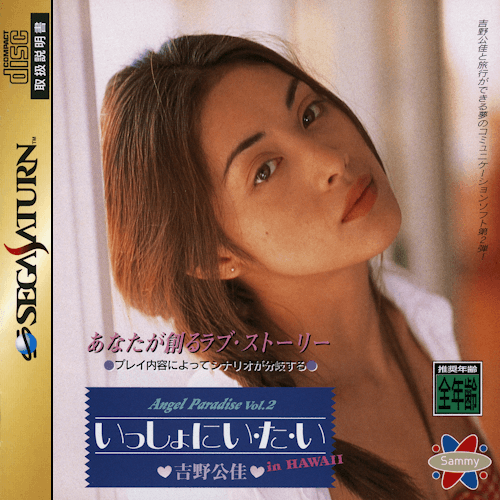 COMPACT
disc
取扱説明書
SEGA SATURN™
吉野公佳と旅行ができる夢のコミュニケーションソフト第2弾!
あなたが創るラブ・ストーリー
●プレイ内容によってシナリオが分岐する●
Angel Paradise Vol.2
いっしょにい・た・い
♥吉野公佳♥
in HAWAII
推奨年齢
全年齢
Sammy